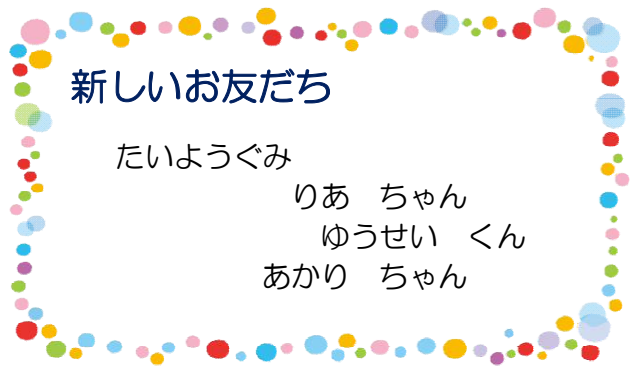 新しいお友だち
たいようぐみ
りあ　ちゃん
ゆうせい　くん
あかり　ちゃん